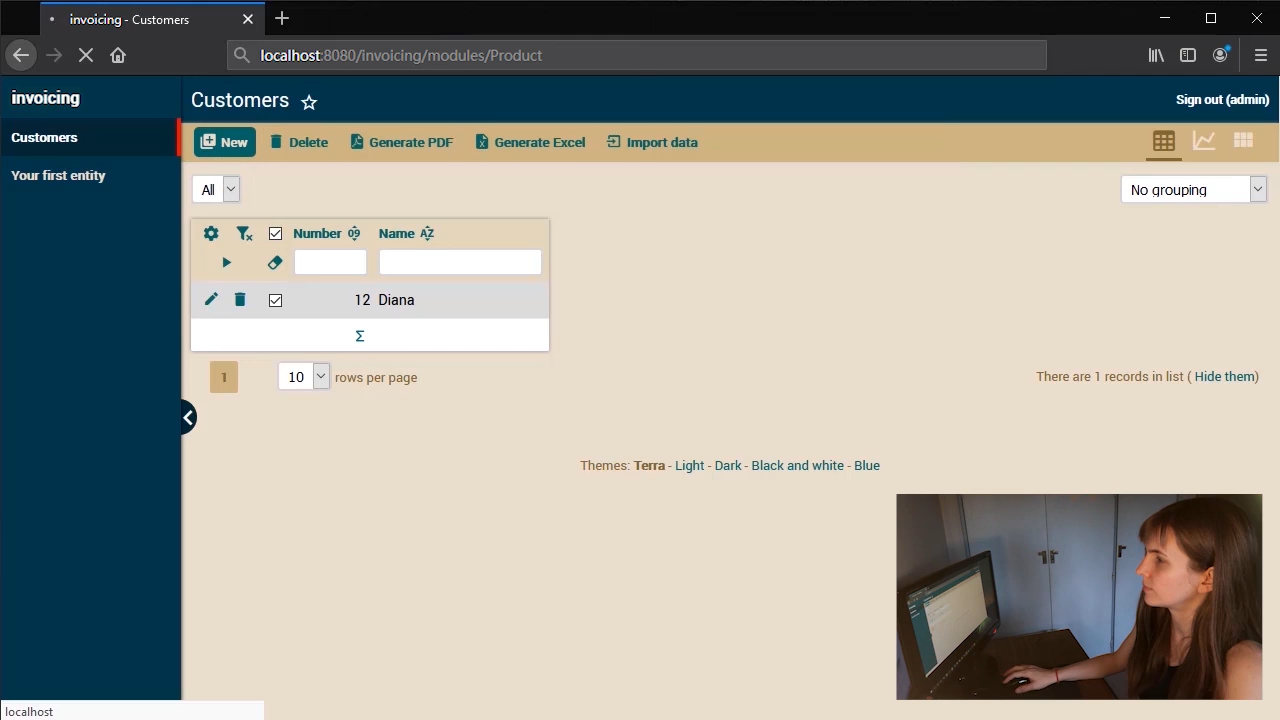 invoicing - Customers
localhost:8080/invoicing/modules/Product
invoicing
Customers
Your first entity
Customers
Sign out (admin)
New Delete Generate PDF Generate Excel Import data
All
No grouping
Number 09 Name AZ
12 Diana
Σ
1 10 rows per page
There are 1 records in list ( Hide them)
Themes: Terra - Light - Dark - Black and white - Blue
localhost